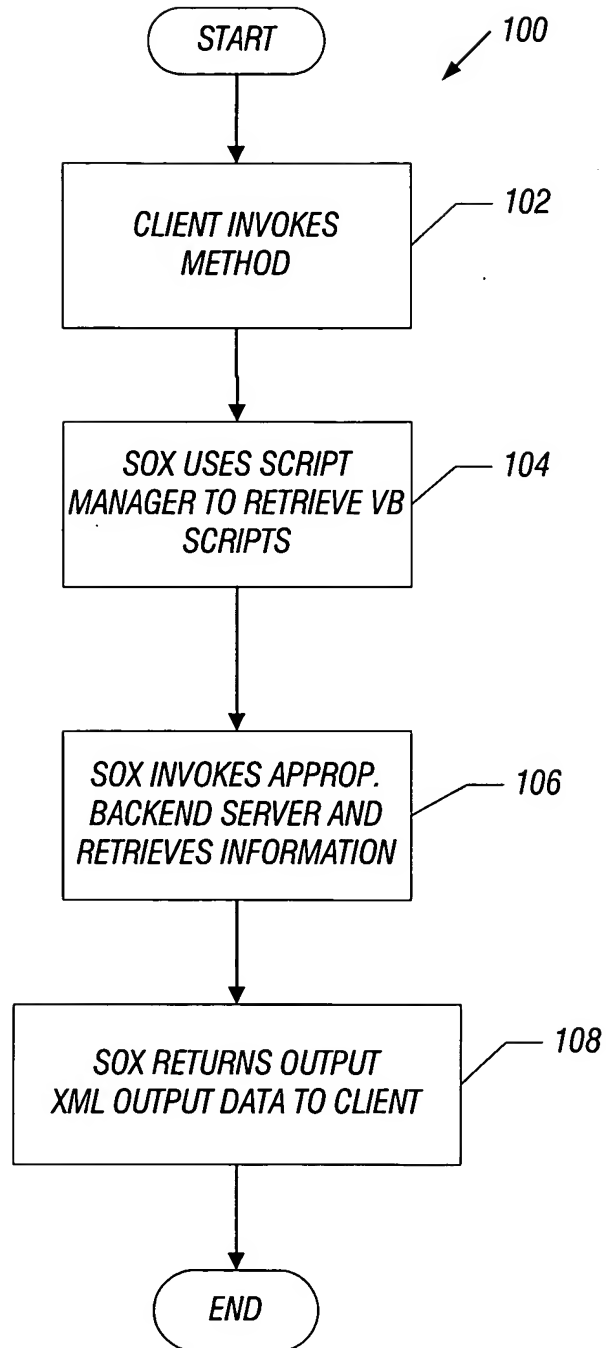 START
100
CLIENT INVOKES
METHOD
102
SOX USES SCRIPT
MANAGER TO RETRIEVE VB
SCRIPTS
104
SOX INVOKES APPROP.
BACKEND SERVER AND
RETRIEVES INFORMATION
106
SOX RETURNS OUTPUT
XML OUTPUT DATA TO CLIENT
108
END